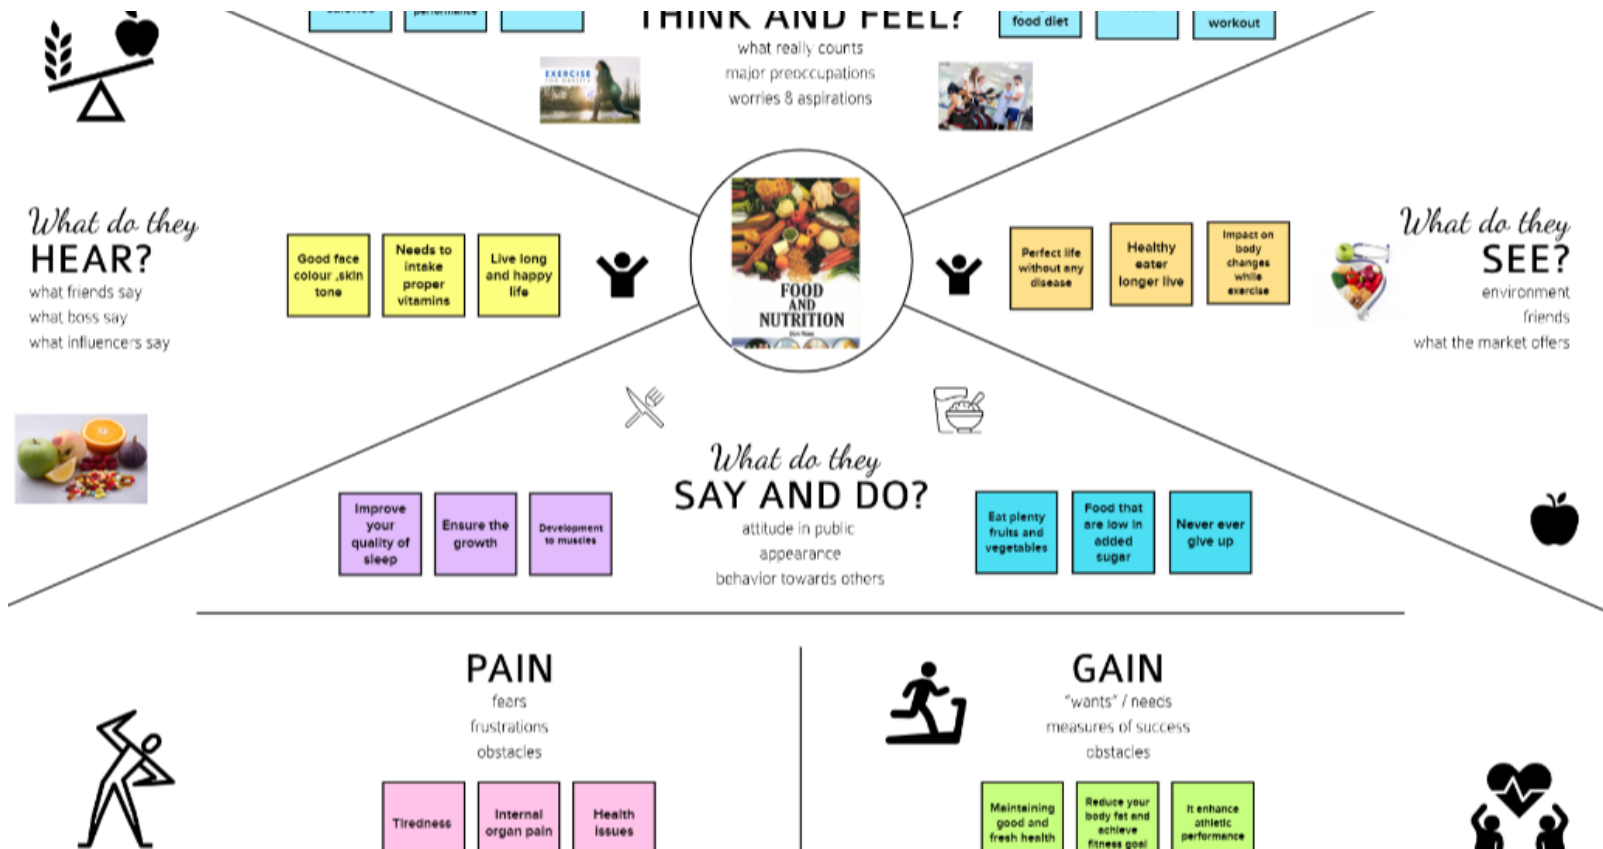 performance
THINK AND FEEL?
food diet
workout
what really counts
major preoccupations
worries & aspirations
EXERCISE
What do they
HEAR?
what friends say
what boss say
what influencers say
Good face
colour ,skin
tone
Needs to
intake
proper
vitamins
Live long
and happy
life
FOOD
AND
NUTRITION
Perfect life
without any
disease
Healthy
eater
longer live
Impact on
body
changes
while
exercise
What do they
SEE?
environment
friends
what the market offers
What do they
SAY AND DO?
attitude in public
appearance
behavior towards others
Improve
your
quality of
sleep
Ensure the
growth
Development
to muscles
Eat plenty
fruits and
vegetables
Food that
are low in
added
sugar
Never ever
give up
PAIN
fears
frustrations
obstacles
Tiredness
Internal
organ pain
Health
issues
GAIN
"wants" / needs
measures of success
obstacles
Maintaining
good and
fresh health
Reduce your
body fat and
achieve
fitness goal
It enhance
athletic
performance